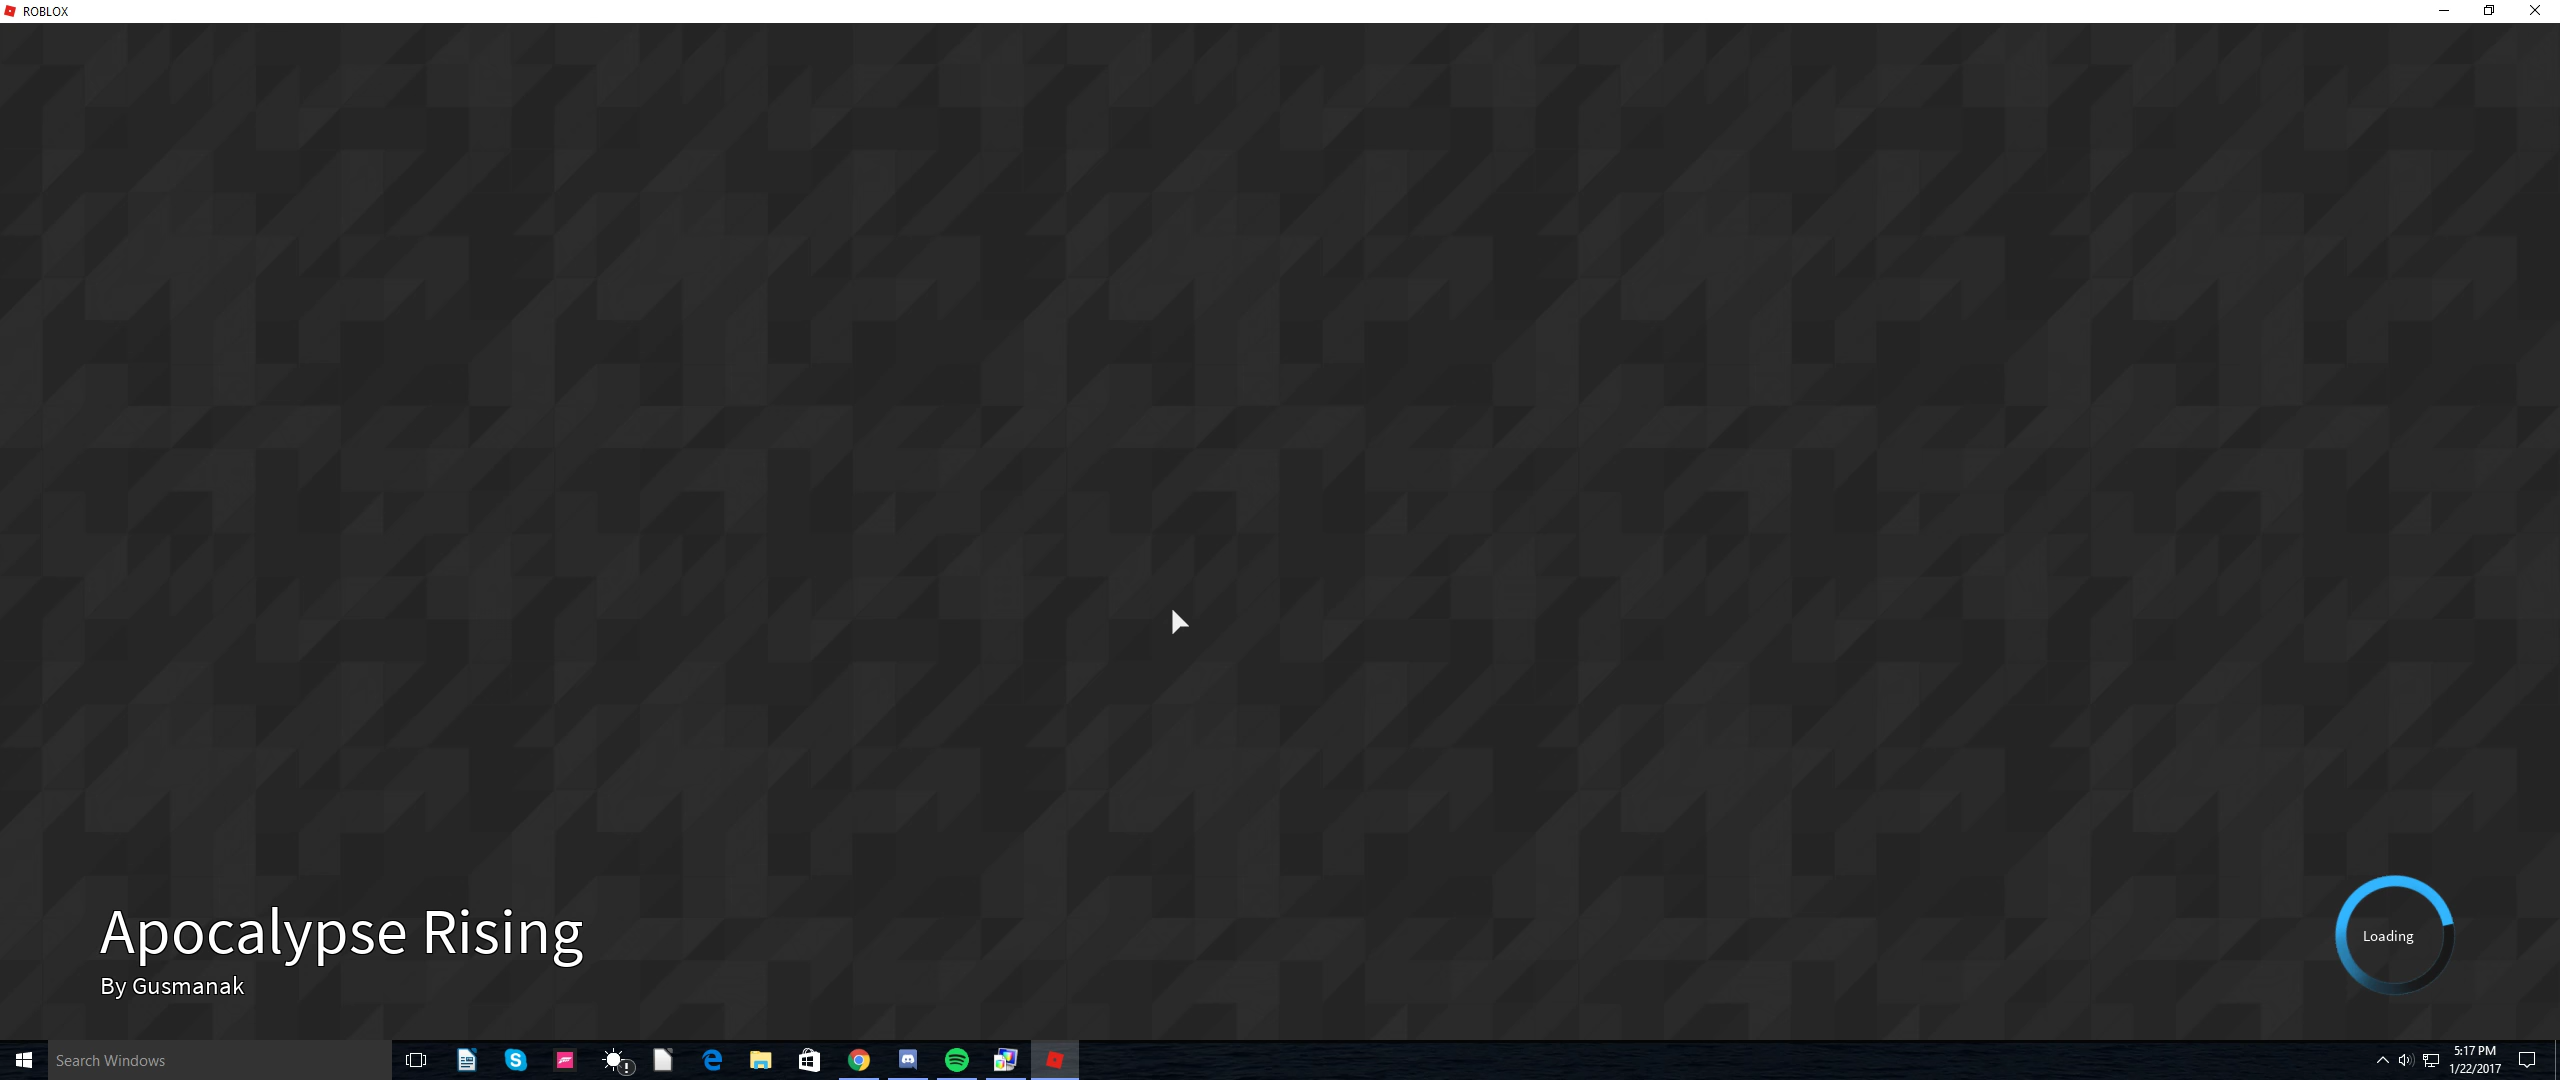 ROBLOX
Apocalypse Rising
By Gusmanak
Loading
Search Windows
5:17 PM
1/22/2017